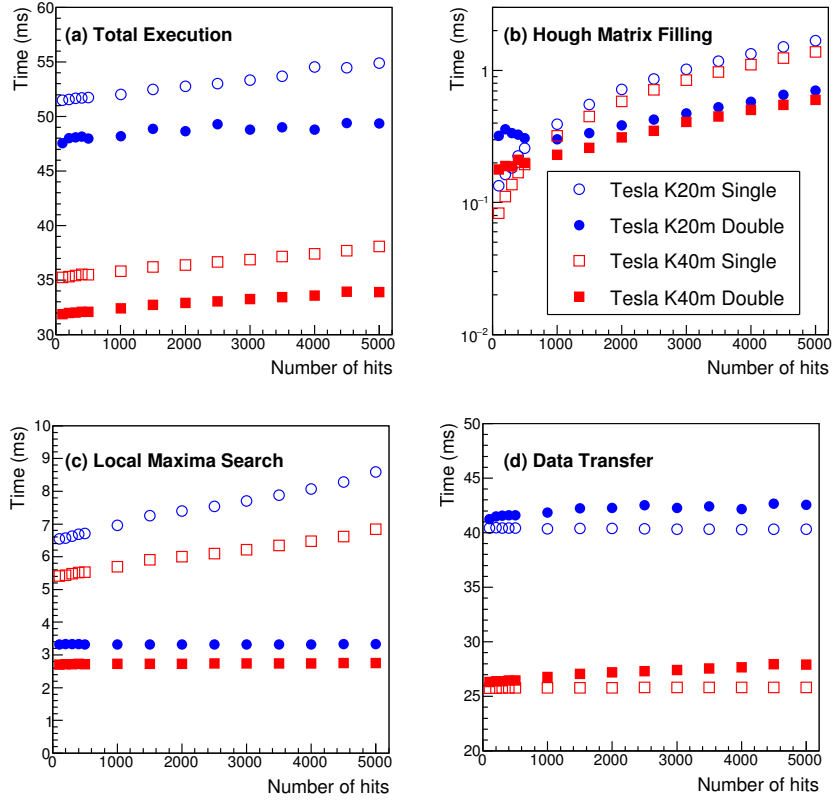 (a) Total Execution
Time (ms)
60
55
50
45
40
35
30
0 1000 2000 3000 4000 5000
Number of hits
(b) Hough Matrix Filling
Time (ms)
1
10⁻¹
10⁻²
Tesla K20m Single
Tesla K20m Double
Tesla K40m Single
Tesla K40m Double
0 1000 2000 3000 4000 5000
Number of hits
(c) Local Maxima Search
Time (ms)
10
9
8
7
6
5
4
3
2
1
0
0 1000 2000 3000 4000 5000
Number of hits
(d) Data Transfer
Time (ms)
50
45
40
35
30
25
20
0 1000 2000 3000 4000 5000
Number of hits